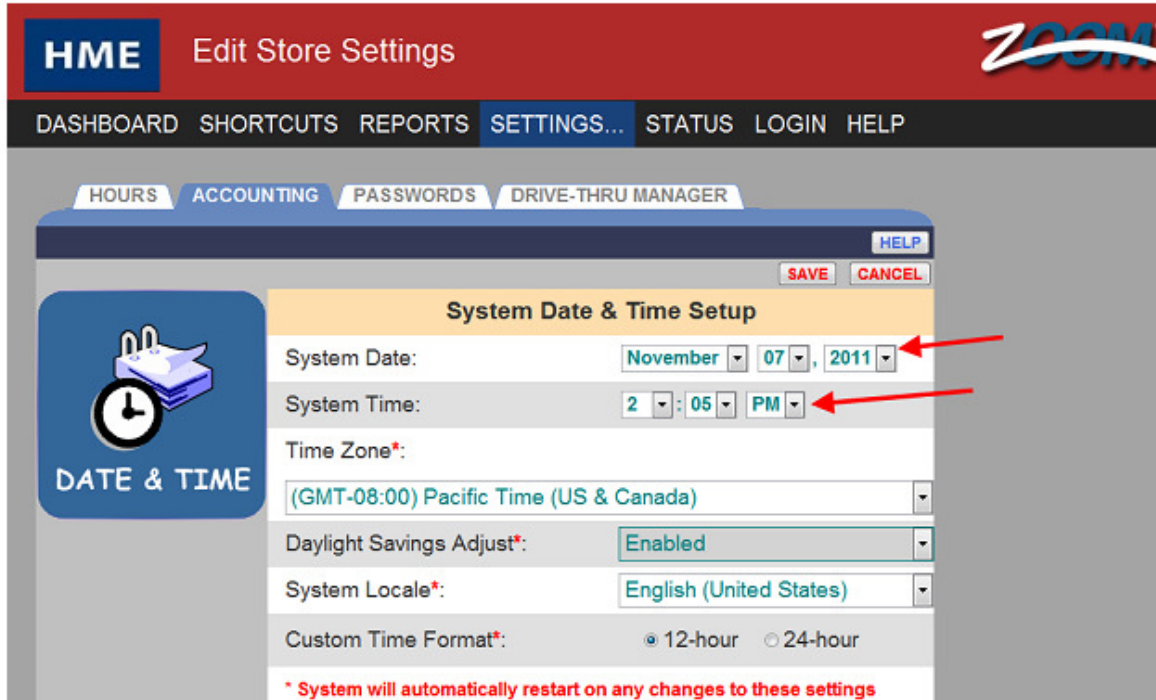 HME Edit Store Settings ZOOM
DASHBOARD SHORTCUTS REPORTS SETTINGS... STATUS LOGIN HELP
HOURS ACCOUNTING PASSWORDS DRIVE-THRU MANAGER
HELP
SAVE CANCEL
System Date & Time Setup
System Date: November 07 , 2011
System Time: 2 : 05 PM
Time Zone*:
DATE & TIME
(GMT-08:00) Pacific Time (US & Canada)
Daylight Savings Adjust*: Enabled
System Locale*: English (United States)
Custom Time Format*: 12-hour 24-hour
* System will automatically restart on any changes to these settings